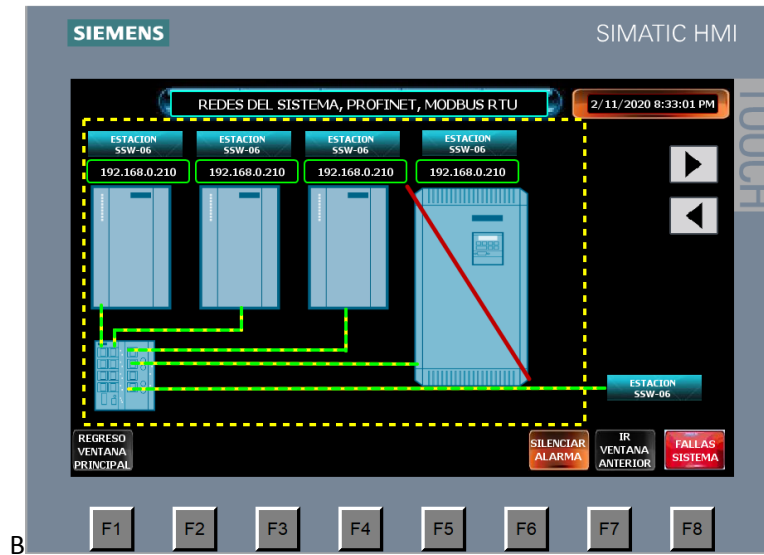 SIEMENS
SIMATIC HMI
TOUCH
REDES DEL SISTEMA, PROFINET, MODBUS RTU
2/11/2020 8:33:01 PM
ESTACION
SSW-06
ESTACION
SSW-06
ESTACION
SSW-06
ESTACION
SSW-06
192.168.0.210
192.168.0.210
192.168.0.210
192.168.0.210
ESTACION
SSW-06
REGRESO
VENTANA
PRINCIPAL
SILENCIAR
ALARMA
IR
VENTANA
ANTERIOR
FALLAS
SISTEMA
F1
F2
F3
F4
F5
F6
F7
F8
B